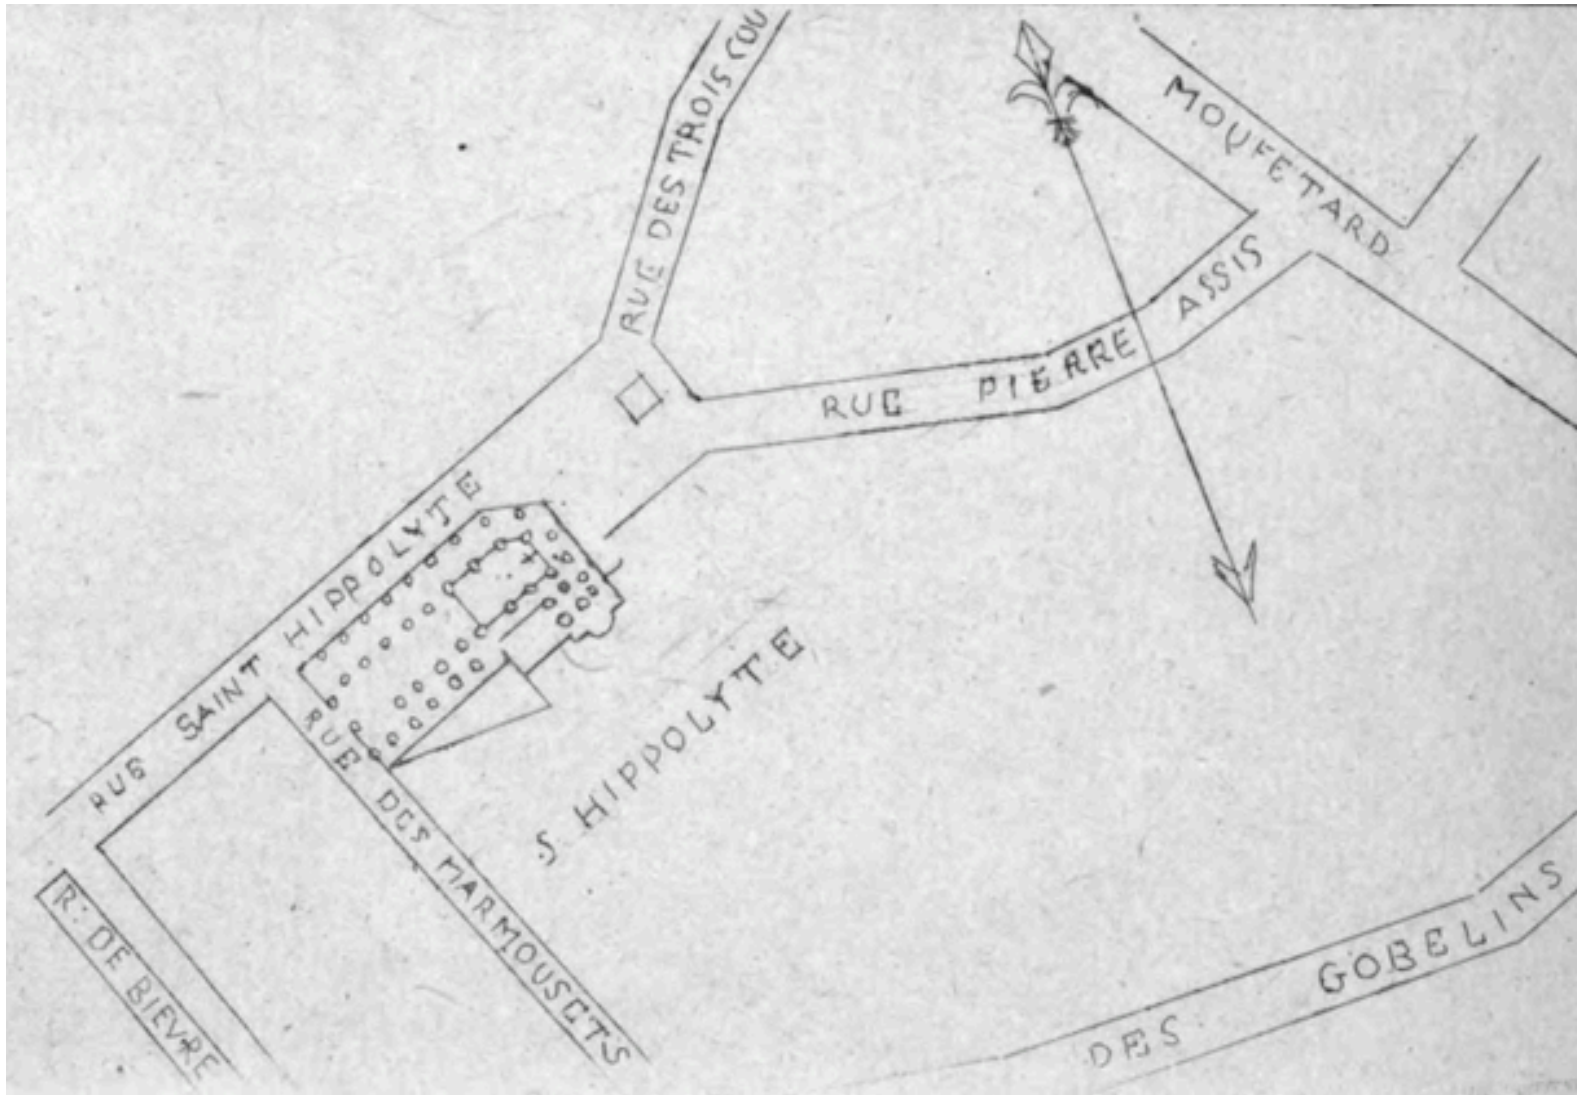 RUE DES TROIS COU
MOUFETARD
RUE PIERRE ASSIS
RUE SAINT HIPPOLYTE
RUE DES MARMOUSETS
S HIPPOLYTE
R: DE BIEVRE
DES GOBELINS